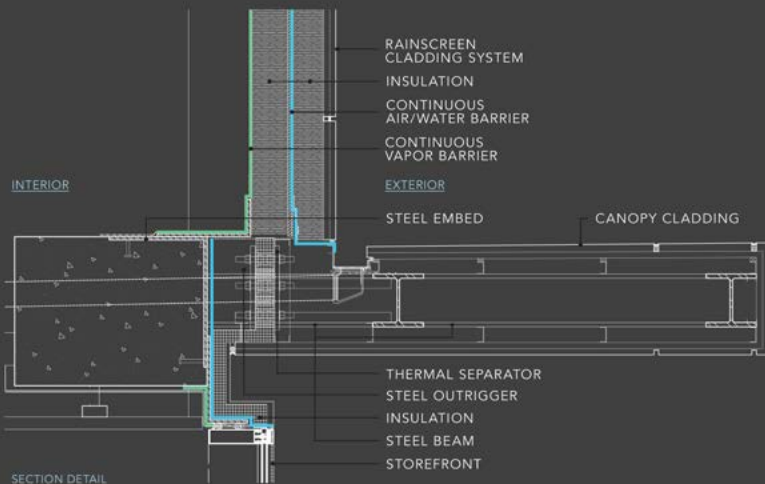 RAINSCREEN
CLADDING SYSTEM
INSULATION
CONTINUOUS
AIR/WATER BARRIER
CONTINUOUS
VAPOR BARRIER
INTERIOR
EXTERIOR
STEEL EMBED
CANOPY CLADDING
THERMAL SEPARATOR
STEEL OUTRIGGER
INSULATION
STEEL BEAM
STOREFRONT
SECTION DETAIL